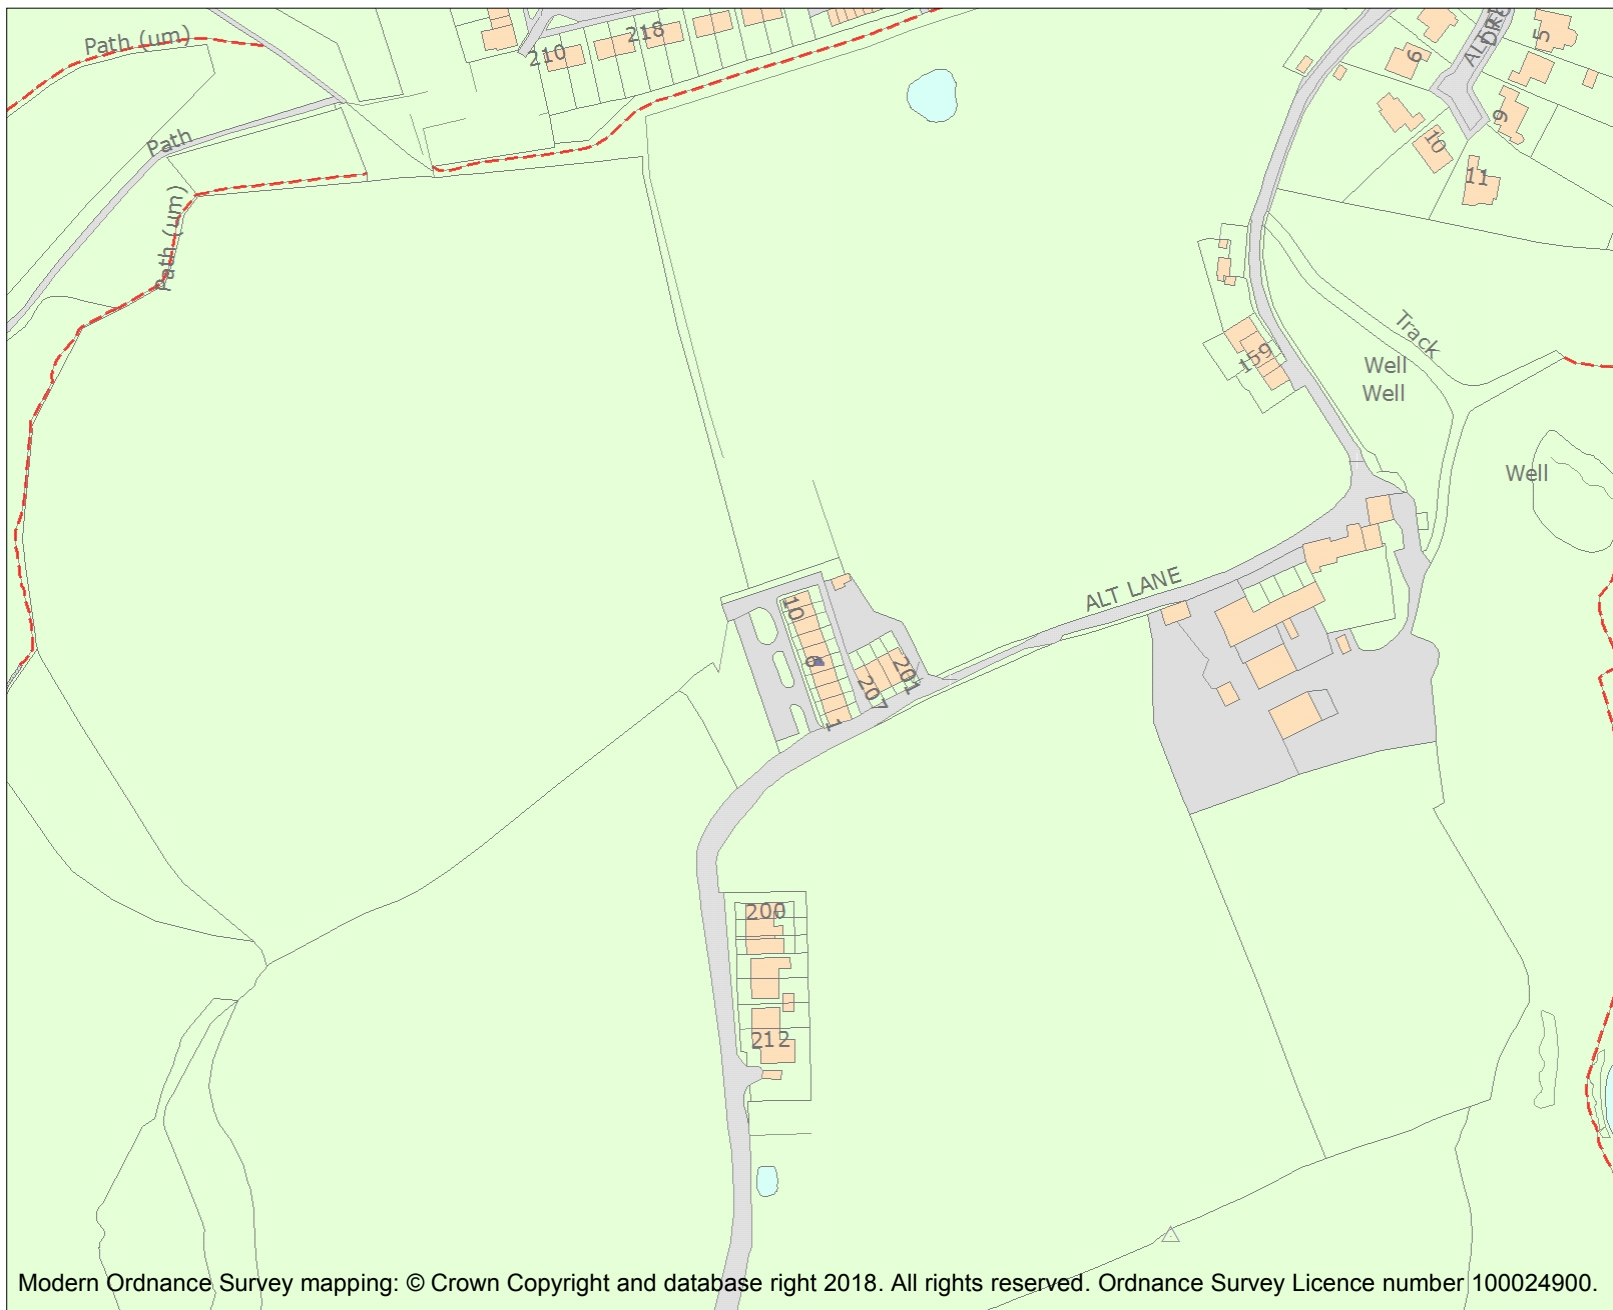 Path (um)
210
218
6
5
Path
10
9
11
Path (um)
159
Track
Well
Well
Well
ALT LANE
10
6
207
201
1
200
212
Modern Ordnance Survey mapping: © Crown Copyright and database right 2018. All rights reserved. Ordnance Survey Licence number 100024900.